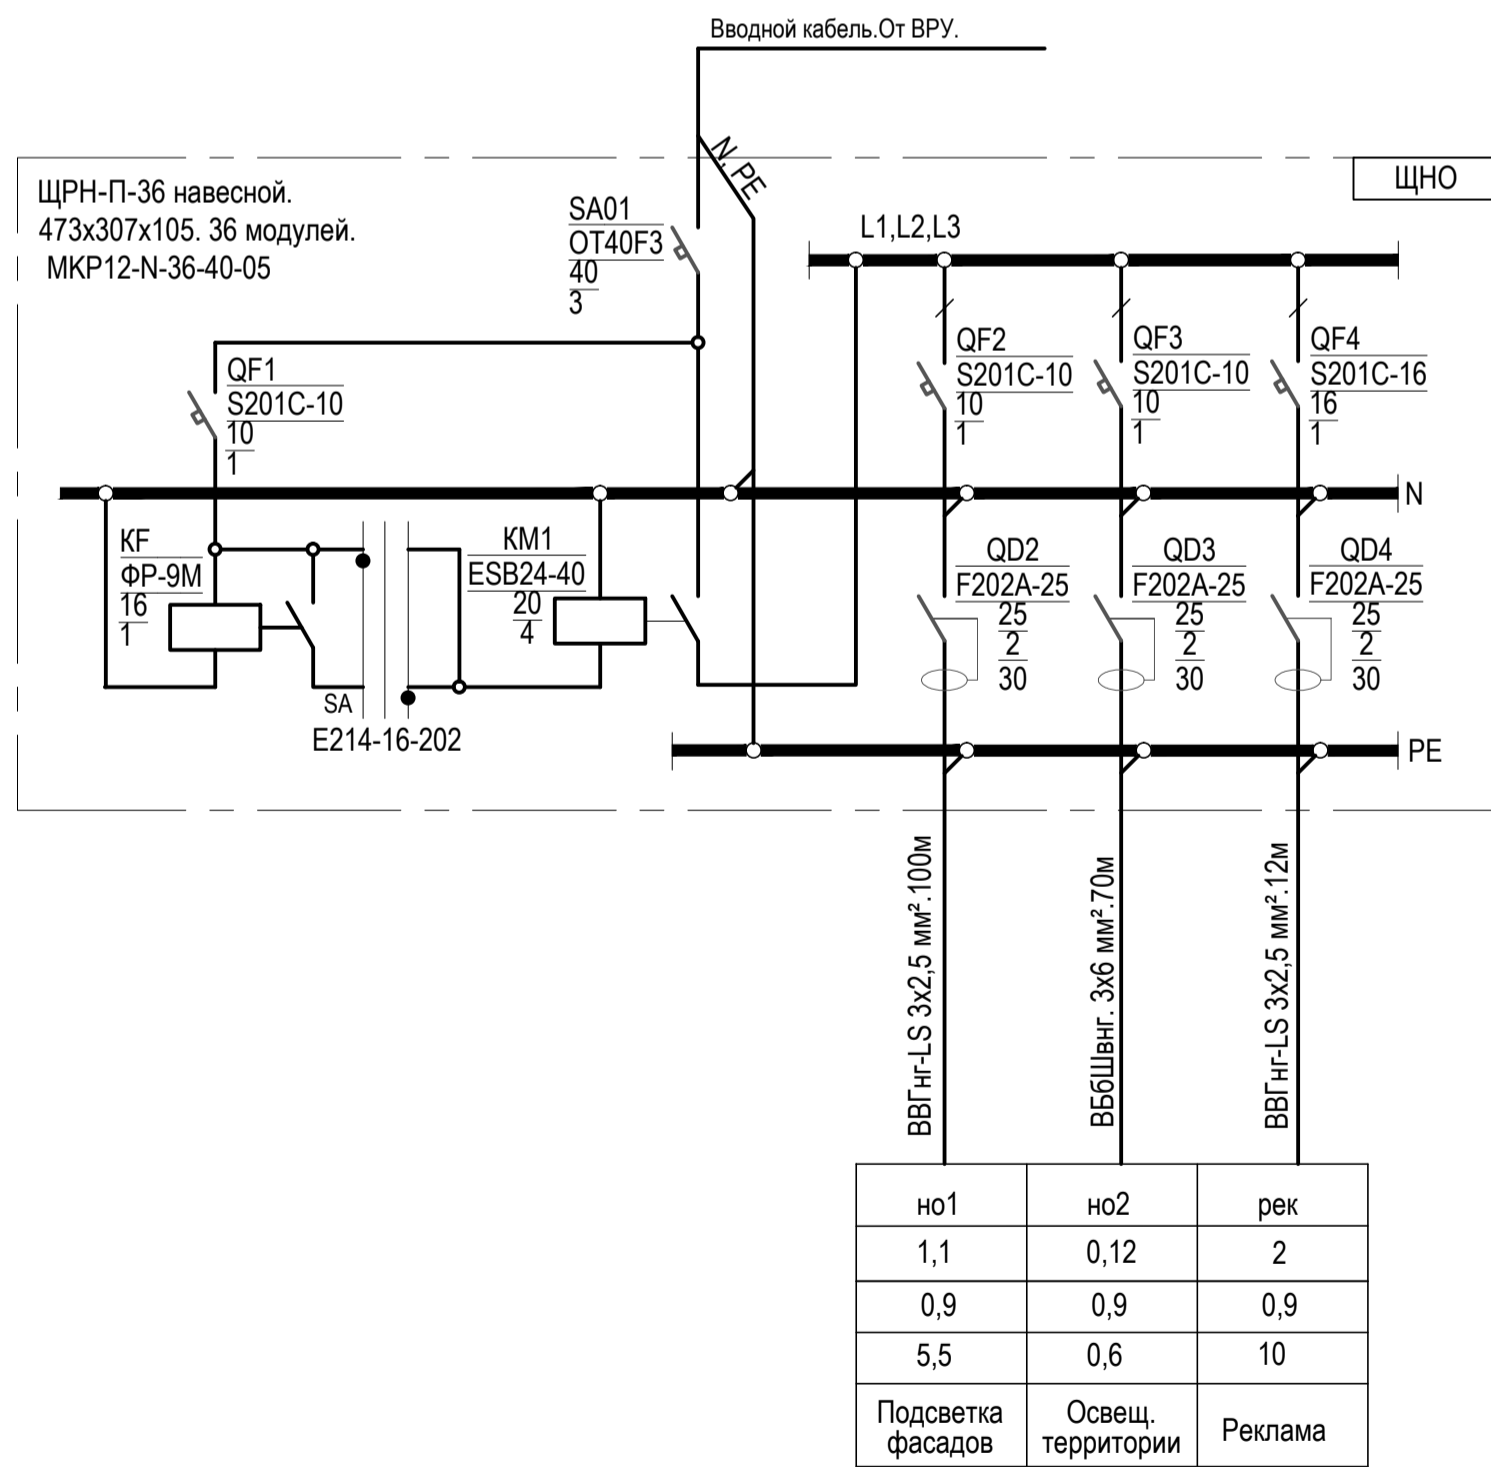 Вводной кабель.От ВРУ.
N, PE
ЩНО
ЩРН-П-36 навесной.
473х307х105. 36 модулей.
MKP12-N-36-40-05
SA01
OT40F3
40
3
L1,L2,L3
QF1
S201C-10
10
1
QF2
S201C-10
10
1
QF3
S201C-10
10
1
QF4
S201C-16
16
1
N
KF
ФР-9М
16
1
SA
E214-16-202
KM1
ESB24-40
20
4
QD2
F202A-25
25
2
30
QD3
F202A-25
25
2
30
QD4
F202A-25
25
2
30
PE
ВВГнг-LS 3х2,5 мм².100м
ВБбШвнг. 3х6 мм².70м
ВВГнг-LS 3х2,5 мм².12м
но1 но2 рек
1,1 0,12 2
0,9 0,9 0,9
5,5 0,6 10
Подсветка
фасадов
Освещ.
территории
Реклама